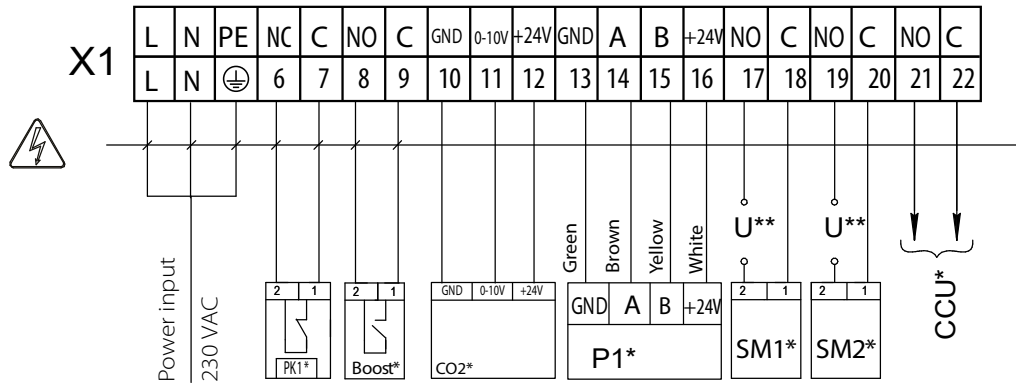 X1
L N PE NC C NO C GND 0-10V +24V GND A B +24V NO C NO C NO C
L N 6 7 8 9 10 11 12 13 14 15 16 17 18 19 20 21 22
Green
Brown
Yellow
White
U**
U**
Power input
230 VAC
2 1
PK1*
2 1
Boost*
GND 0-10V +24V
CO2*
GND A B +24V
P1*
2 1
SM1*
2 1
SM2*
CCU*